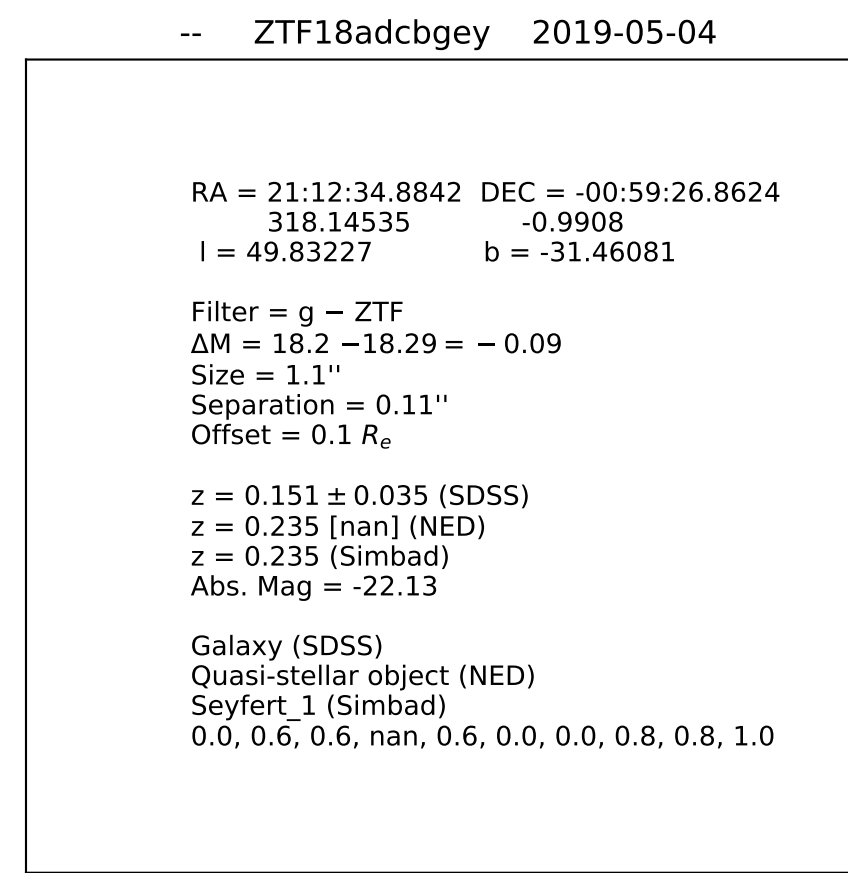 -- ZTF18adcbgey 2019-05-04
RA = 21:12:34.8842 DEC = -00:59:26.8624
318.14535 -0.9908
l = 49.83227 b = -31.46081
Filter = g − ZTF
ΔM = 18.2 −18.29 = − 0.09
Size = 1.1''
Separation = 0.11''
Offset = 0.1 Re
z = 0.151 ± 0.035 (SDSS)
z = 0.235 [nan] (NED)
z = 0.235 (Simbad)
Abs. Mag = -22.13
Galaxy (SDSS)
Quasi-stellar object (NED)
Seyfert_1 (Simbad)
0.0, 0.6, 0.6, nan, 0.6, 0.0, 0.0, 0.8, 0.8, 1.0